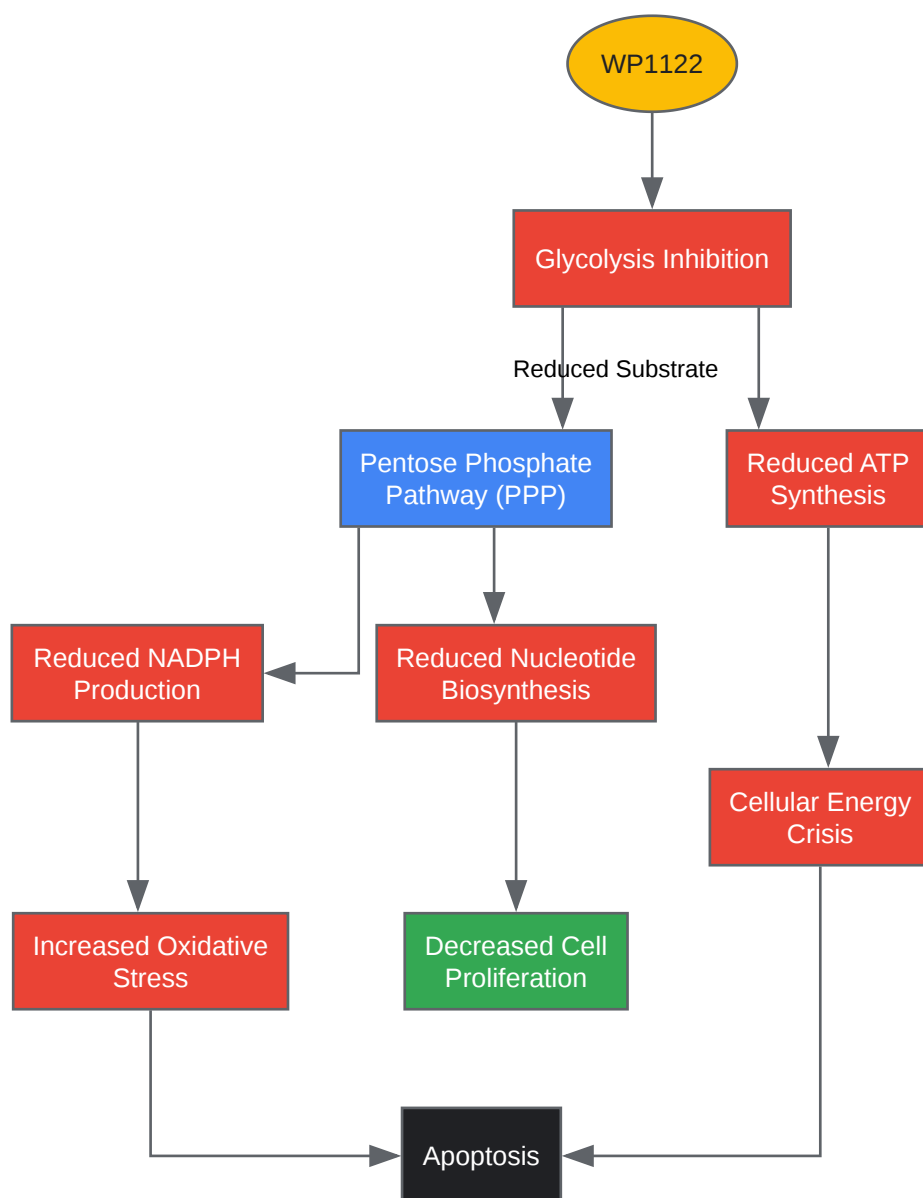 WP1122
Glycolysis Inhibition
Reduced Substrate
Pentose Phosphate
Pathway (PPP)
Reduced ATP
Synthesis
Reduced NADPH
Production
Reduced Nucleotide
Biosynthesis
Cellular Energy
Crisis
Increased Oxidative
Stress
Decreased Cell
Proliferation
Apoptosis